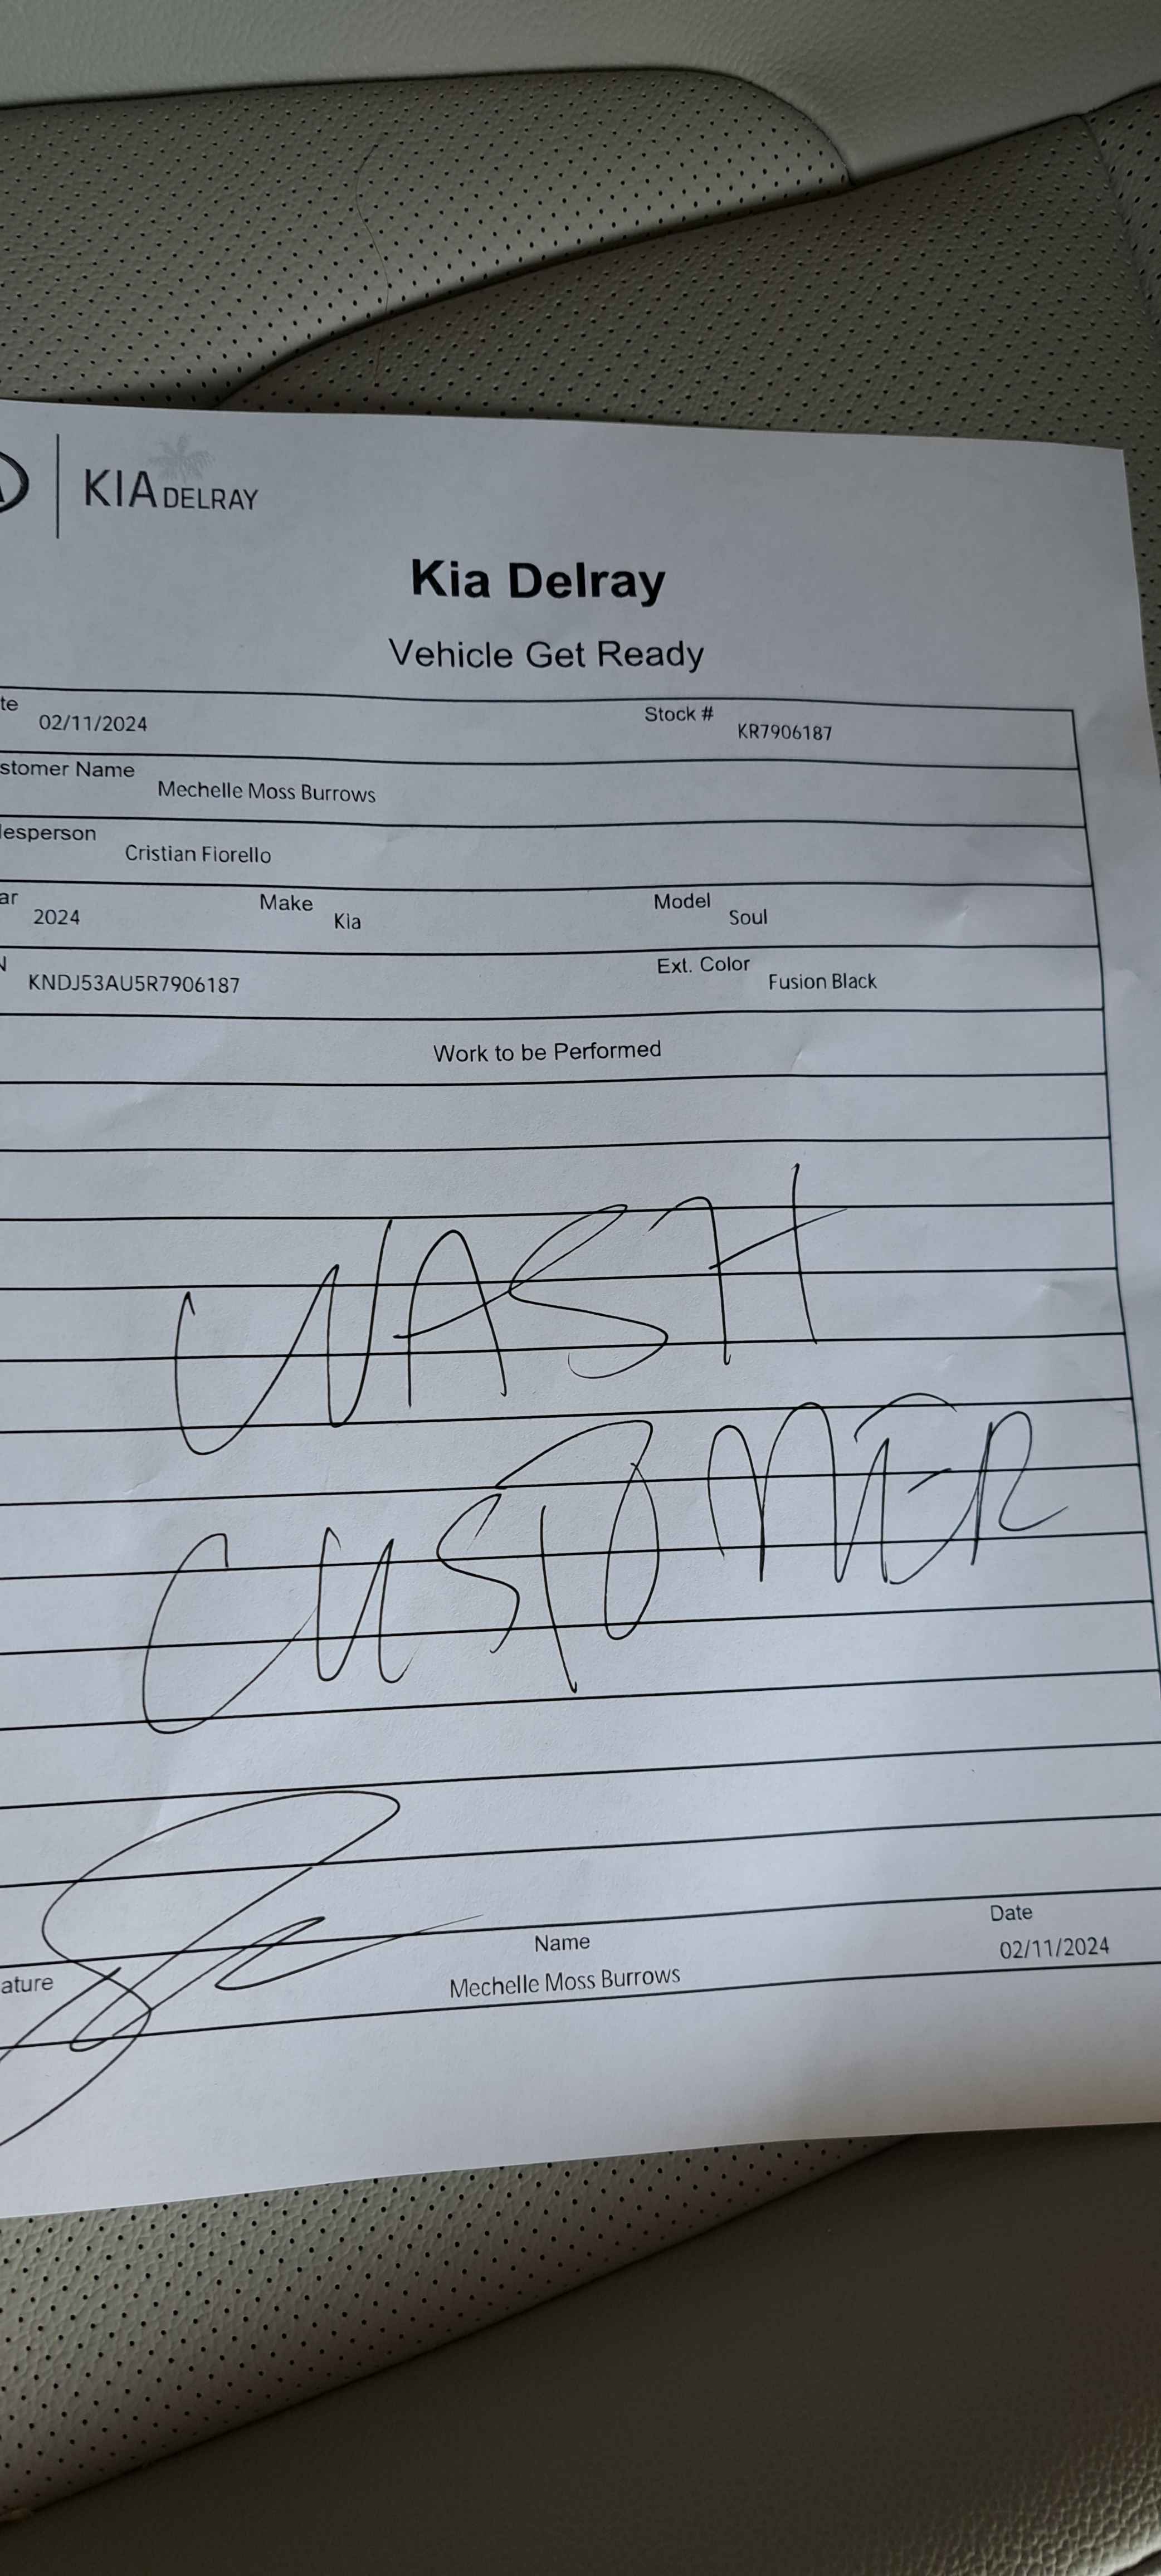 KIA DELRAY
Kia Delray
Vehicle Get Ready
te 02/11/2024 Stock # KR7906187
stomer Name Mechelle Moss Burrows
lesperson Cristian Fiorello
ar 2024 Make Kia Model Soul
N KNDJ53AU5R7906187 Ext. Color Fusion Black
Work to be Performed
WASH
CUSTOMER
ature Name Mechelle Moss Burrows Date 02/11/2024